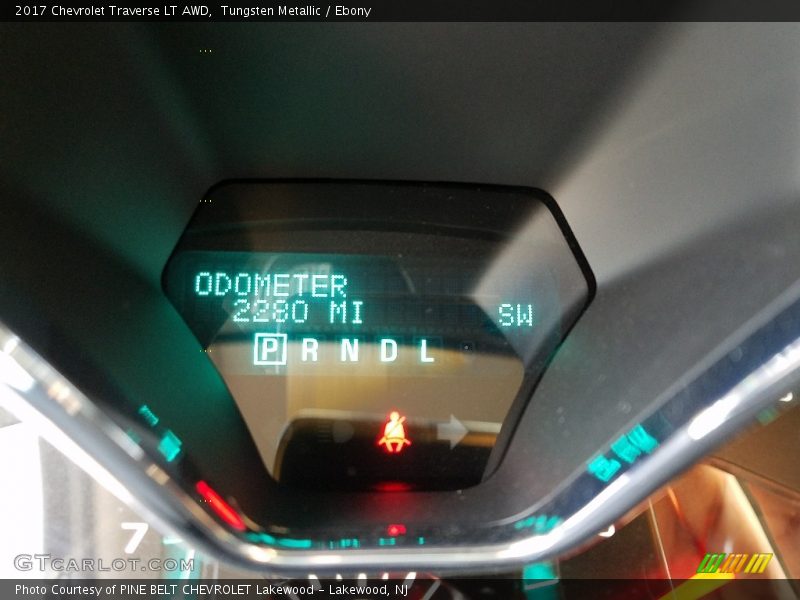 2017 Chevrolet Traverse LT AWD,  Tungsten Metallic / Ebony
ODOMETER
2280 MI
SW
P R N D L
7
GTcarlot.com
Photo Courtesy of PINE BELT CHEVROLET Lakewood - Lakewood, NJ